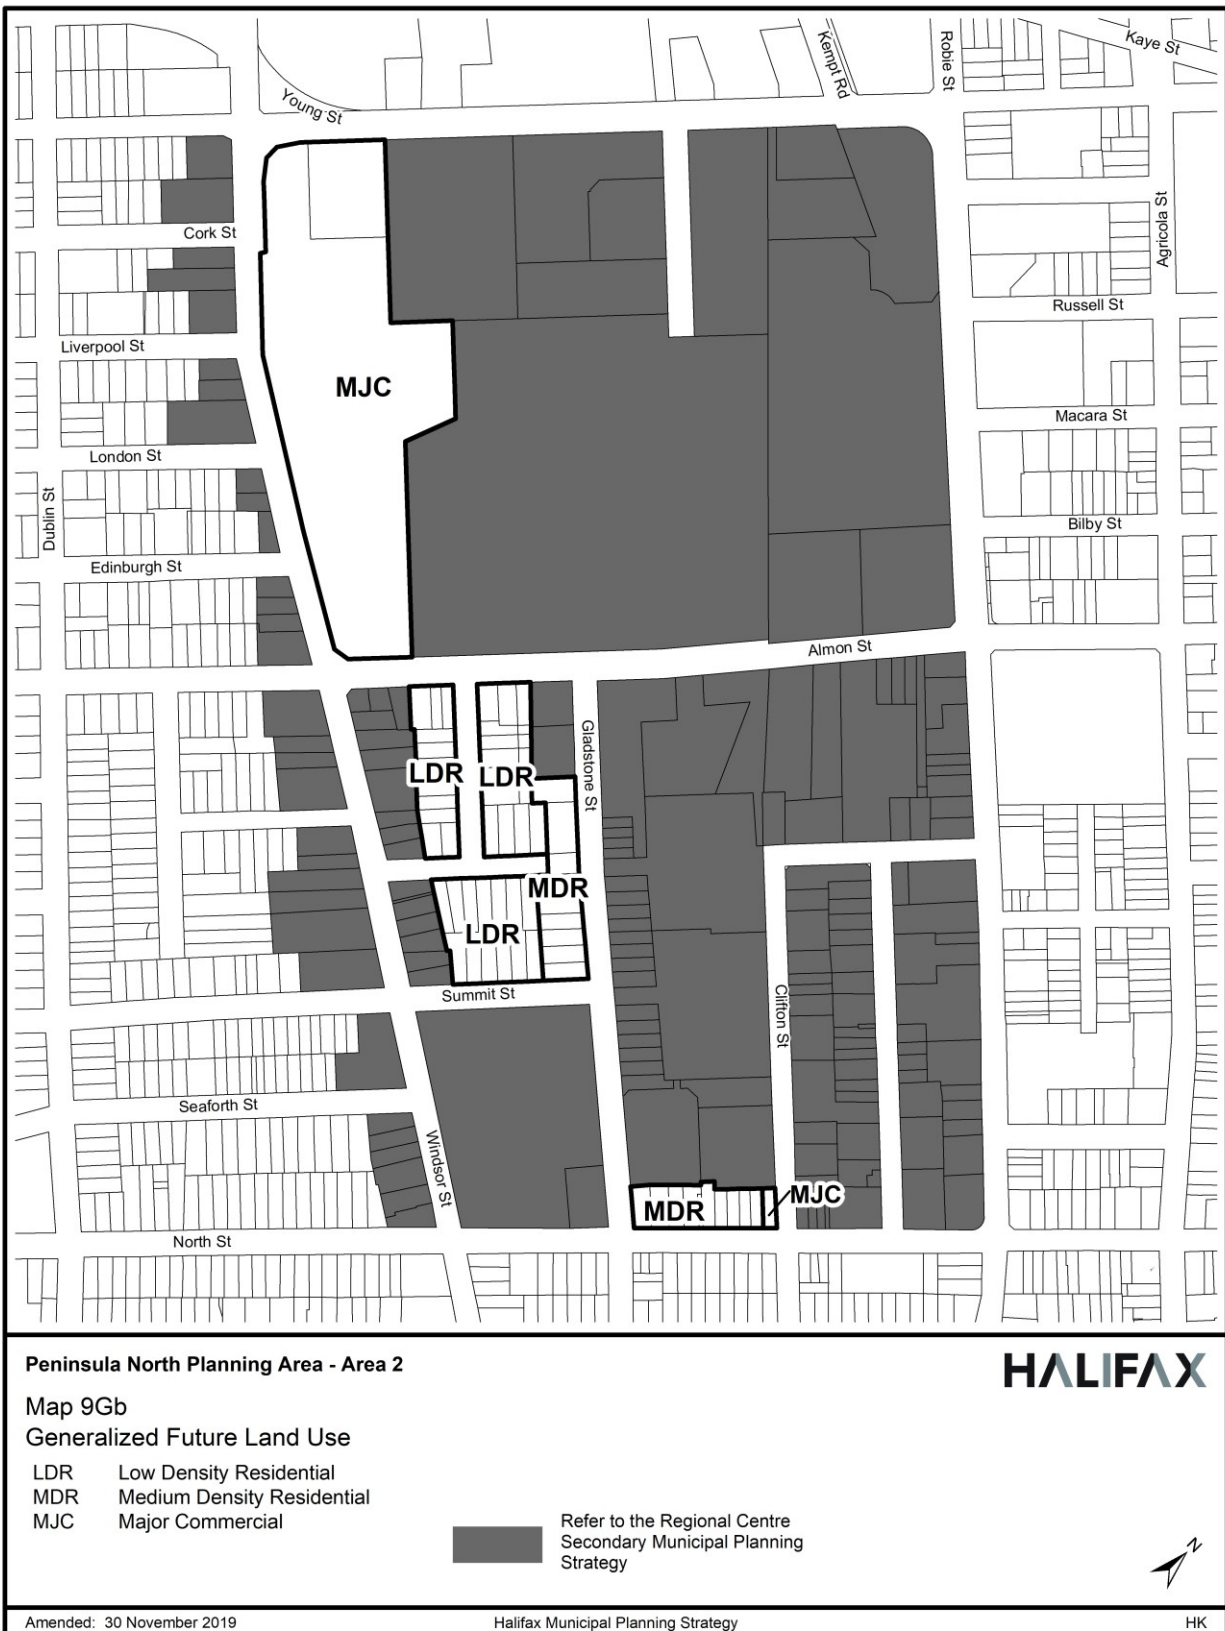 Kaye St
Robie St
Kempt Rd
Young St
Agricola St
Cork St
Russell St
Liverpool St
MJC
Macara St
London St
Dublin St
Bilby St
Edinburgh St
Almon St
Gladstone St
LDR
LDR
MDR
LDR
Summit St
Clifton St
Seaforth St
Windsor St
MJC
MDR
North St
Peninsula North Planning Area - Area 2
HALIFAX
Map 9Gb
Generalized Future Land Use
LDR Low Density Residential
MDR Medium Density Residential
MJC Major Commercial
Refer to the Regional Centre
Secondary Municipal Planning
Strategy
N
Amended: 30 November 2019 Halifax Municipal Planning Strategy HK